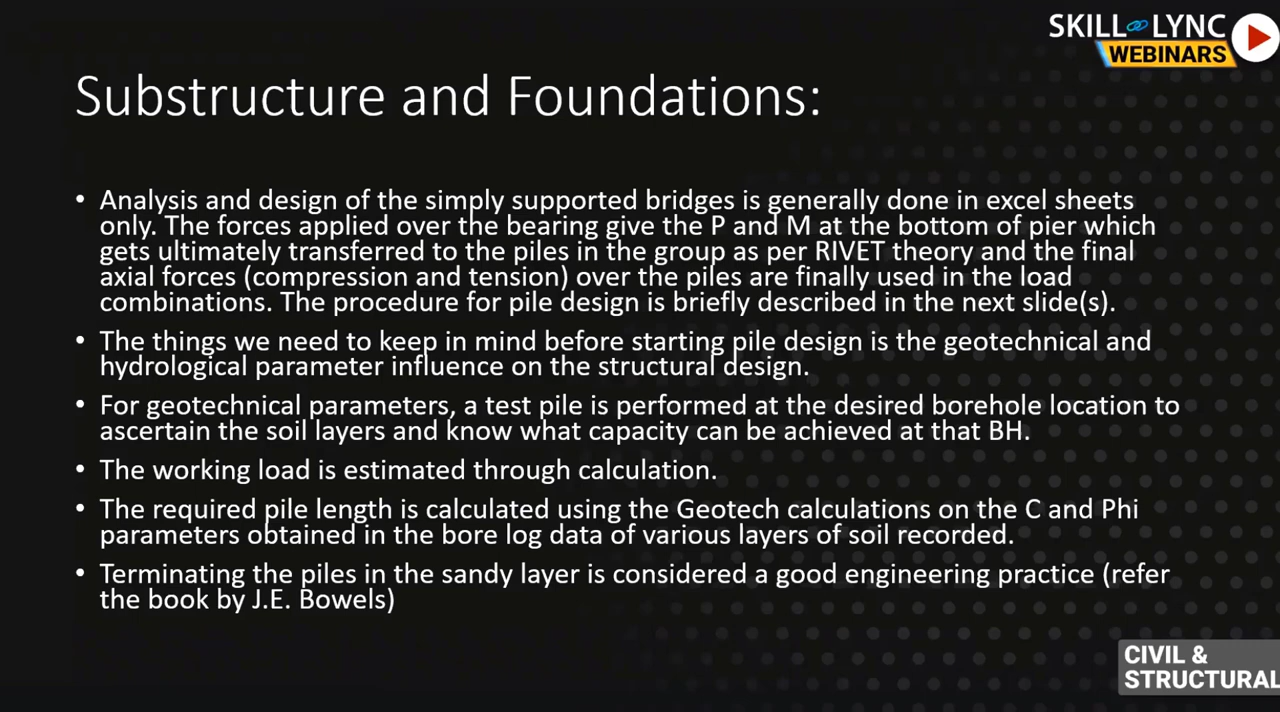 SKILL LYNC
WEBINARS
Substructure and Foundations:
• Analysis and design of the simply supported bridges is generally done in excel sheets
only. The forces applied over the bearing give the P and M at the bottom of pier which
gets ultimately transferred to the piles in the group as per RIVET theory and the final
axial forces (compression and tension) over the piles are finally used in the load
combinations. The procedure for pile design is briefly described in the next slide(s).
• The things we need to keep in mind before starting pile design is the geotechnical and
hydrological parameter influence on the structural design.
• For geotechnical parameters, a test pile is performed at the desired borehole location to
ascertain the soil layers and know what capacity can be achieved at that BH.
• The working load is estimated through calculation.
• The required pile length is calculated using the Geotech calculations on the C and Phi
parameters obtained in the bore log data of various layers of soil recorded.
• Terminating the piles in the sandy layer is considered a good engineering practice (refer
the book by J.E. Bowels)
CIVIL &
STRUCTURAL